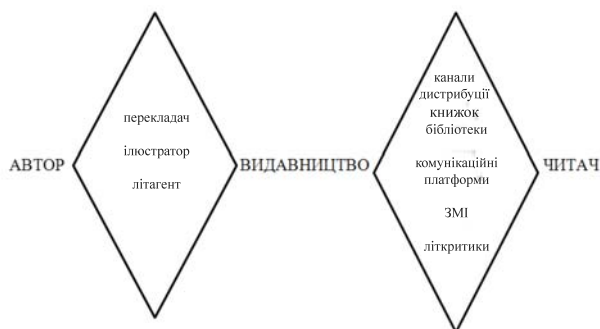 АВТОР
перекладач
ілюстратор
літагент
ВИДАВНИЦТВО
канали
дистрибуції
книжок
бібліотеки
комунікаційні
платформи
ЗМІ
літкритики
ЧИТАЧ